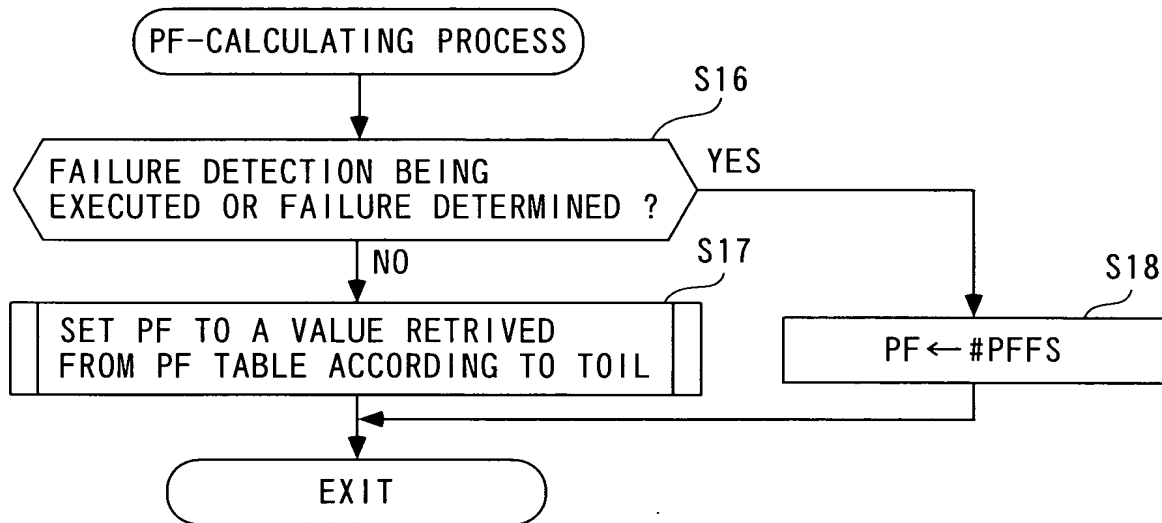 PF-CALCULATING PROCESS
S16
FAILURE DETECTION BEING
EXECUTED OR FAILURE DETERMINED ?
YES
NO
S17
SET PF TO A VALUE RETRIVED
FROM PF TABLE ACCORDING TO TOIL
S18
PF←#PFFS
EXIT